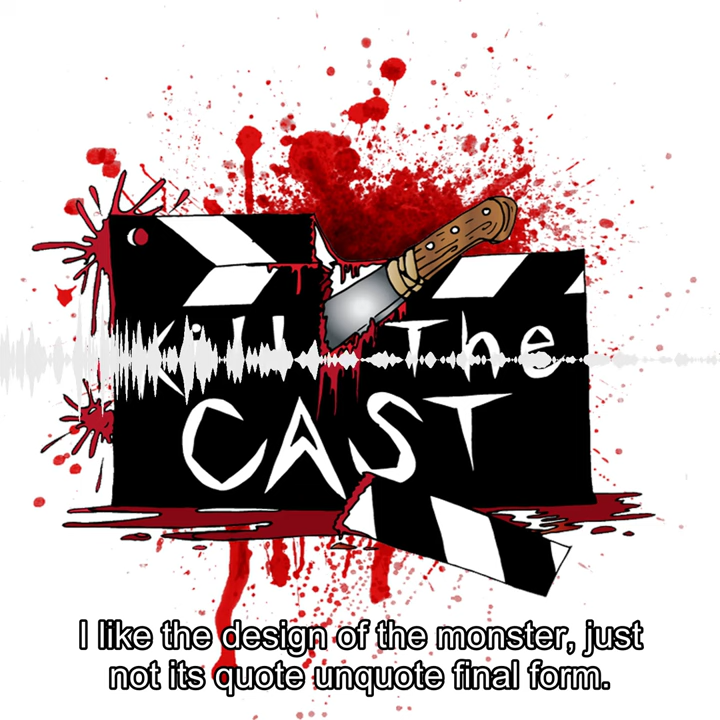 Kill The
CAST
I like the design of the monster, just
not its quote unquote final form.